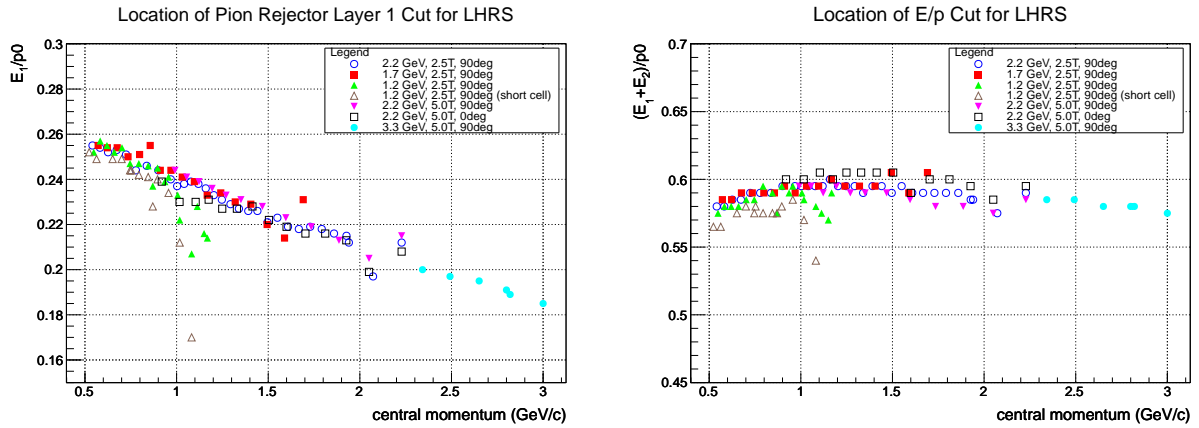 Location of Pion Rejector Layer 1 Cut for LHRS
E1/p0
0.3
0.28
0.26
0.24
0.22
0.2
0.18
0.16
Legend
2.2 GeV, 2.5T, 90deg
1.7 GeV, 2.5T, 90deg
1.2 GeV, 2.5T, 90deg
1.2 GeV, 2.5T, 90deg (short cell)
2.2 GeV, 5.0T, 90deg
2.2 GeV, 5.0T, 0deg
3.3 GeV, 5.0T, 90deg
0.5 1 1.5 2 2.5 3
central momentum (GeV/c)
Location of E/p Cut for LHRS
(E1+E2)/p0
0.7
0.65
0.6
0.55
0.5
0.45
Legend
2.2 GeV, 2.5T, 90deg
1.7 GeV, 2.5T, 90deg
1.2 GeV, 2.5T, 90deg
1.2 GeV, 2.5T, 90deg (short cell)
2.2 GeV, 5.0T, 90deg
2.2 GeV, 5.0T, 0deg
3.3 GeV, 5.0T, 90deg
0.5 1 1.5 2 2.5 3
central momentum (GeV/c)